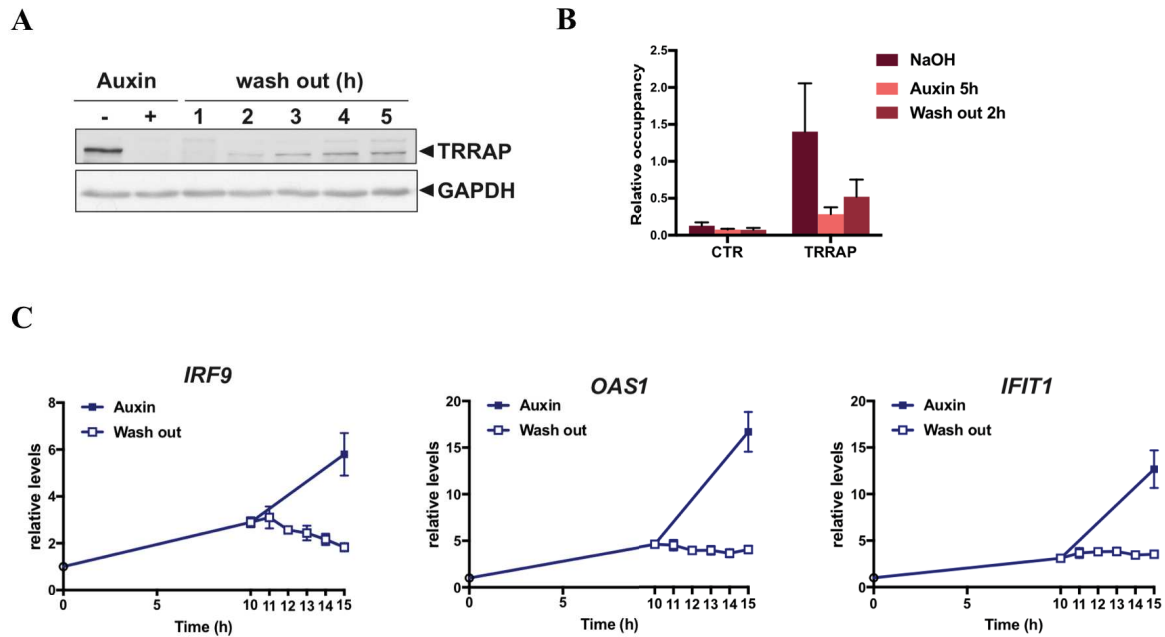 A
Auxin wash out (h)
- + 1 2 3 4 5
TRRAP
GAPDH
B
2.5
2.0
1.5
1.0
0.5
0.0
Relative occuppancy
CTR TRRAP
NaOH
Auxin 5h
Wash out 2h
C
IRF9
Auxin
Wash out
8
6
4
2
0
relative levels
0 5 10 11 12 13 14 15
Time (h)
OAS1
Auxin
Wash out
20
15
10
5
0
relative levels
0 5 10 11 12 13 14 15
Time (h)
IFIT1
Auxin
Wash out
20
15
10
5
0
relative levels
0 5 10 11 12 13 14 15
Time (h)